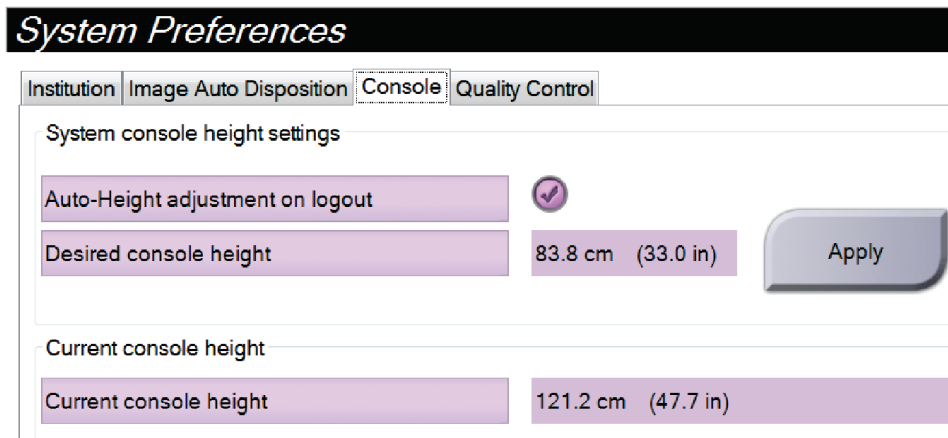 System Preferences
Institution Image Auto Disposition Console Quality Control
System console height settings
Auto-Height adjustment on logout
Desired console height 83.8 cm (33.0 in) Apply
Current console height
Current console height 121.2 cm (47.7 in)